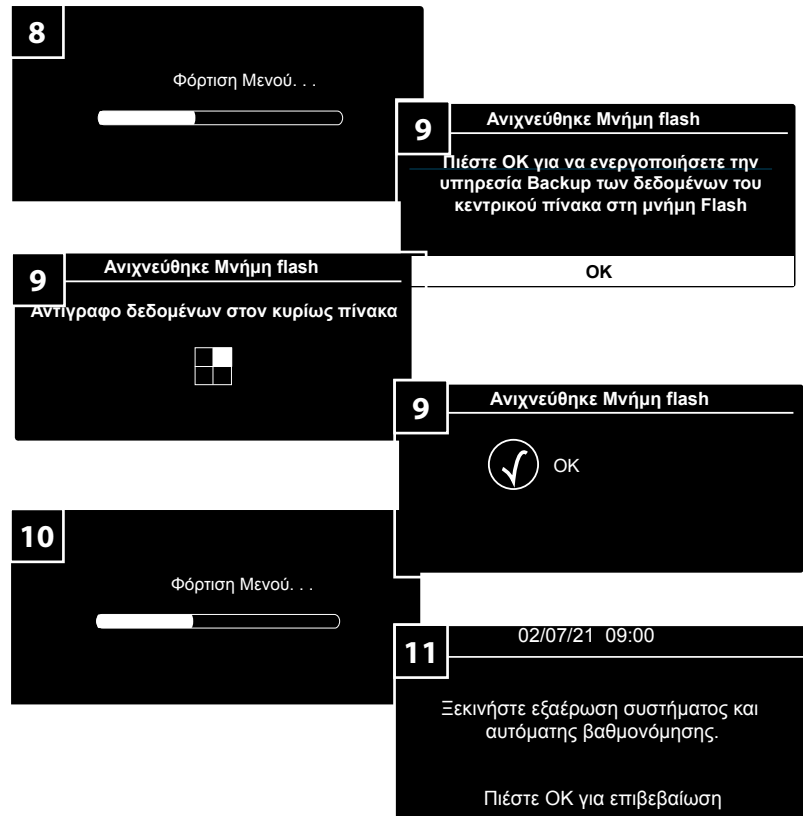 8
Φόρτιση Μενού. . .
9
Ανιχνεύθηκε Μνήμη flash
Πιέστε OK για να ενεργοποιήσετε την
υπηρεσία Backup των δεδομένων του
κεντρικού πίνακα στη μνήμη Flash
OK
9
Ανιχνεύθηκε Μνήμη flash
Αντίγραφο δεδομένων στον κυρίως πίνακα
9
Ανιχνεύθηκε Μνήμη flash
OK
10
Φόρτιση Μενού. . .
11
02/07/21 09:00
Ξεκινήστε εξαέρωση συστήματος και
αυτόματης βαθμονόμησης.
Πιέστε OK για επιβεβαίωση